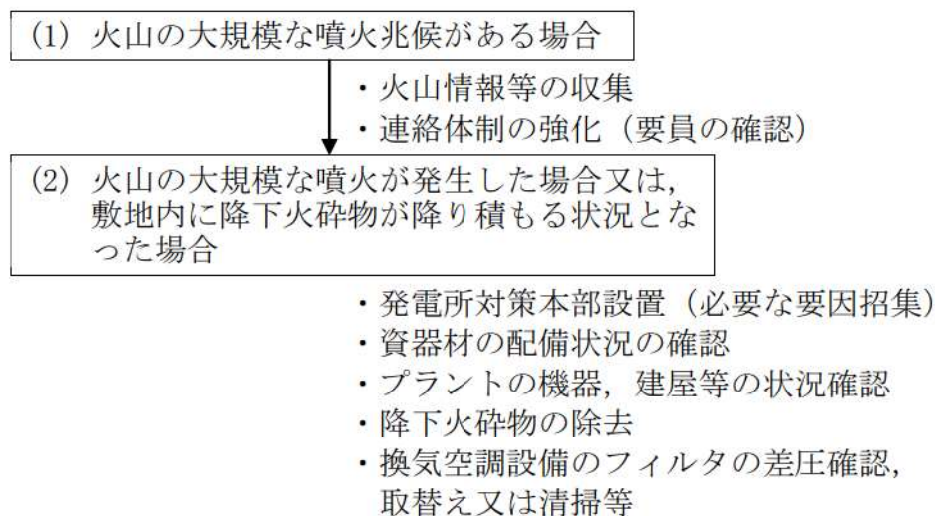 (1) 火山の大規模な噴火兆候がある場合
・火山情報等の収集
・連絡体制の強化（要員の確認）
(2) 火山の大規模な噴火が発生した場合又は，
敷地内に降下火砕物が降り積もる状況とな
った場合
・発電所対策本部設置（必要な要因招集）
・資器材の配備状況の確認
・プラントの機器，建屋等の状況確認
・降下火砕物の除去
・換気空調設備のフィルタの差圧確認，
取替え又は清掃等